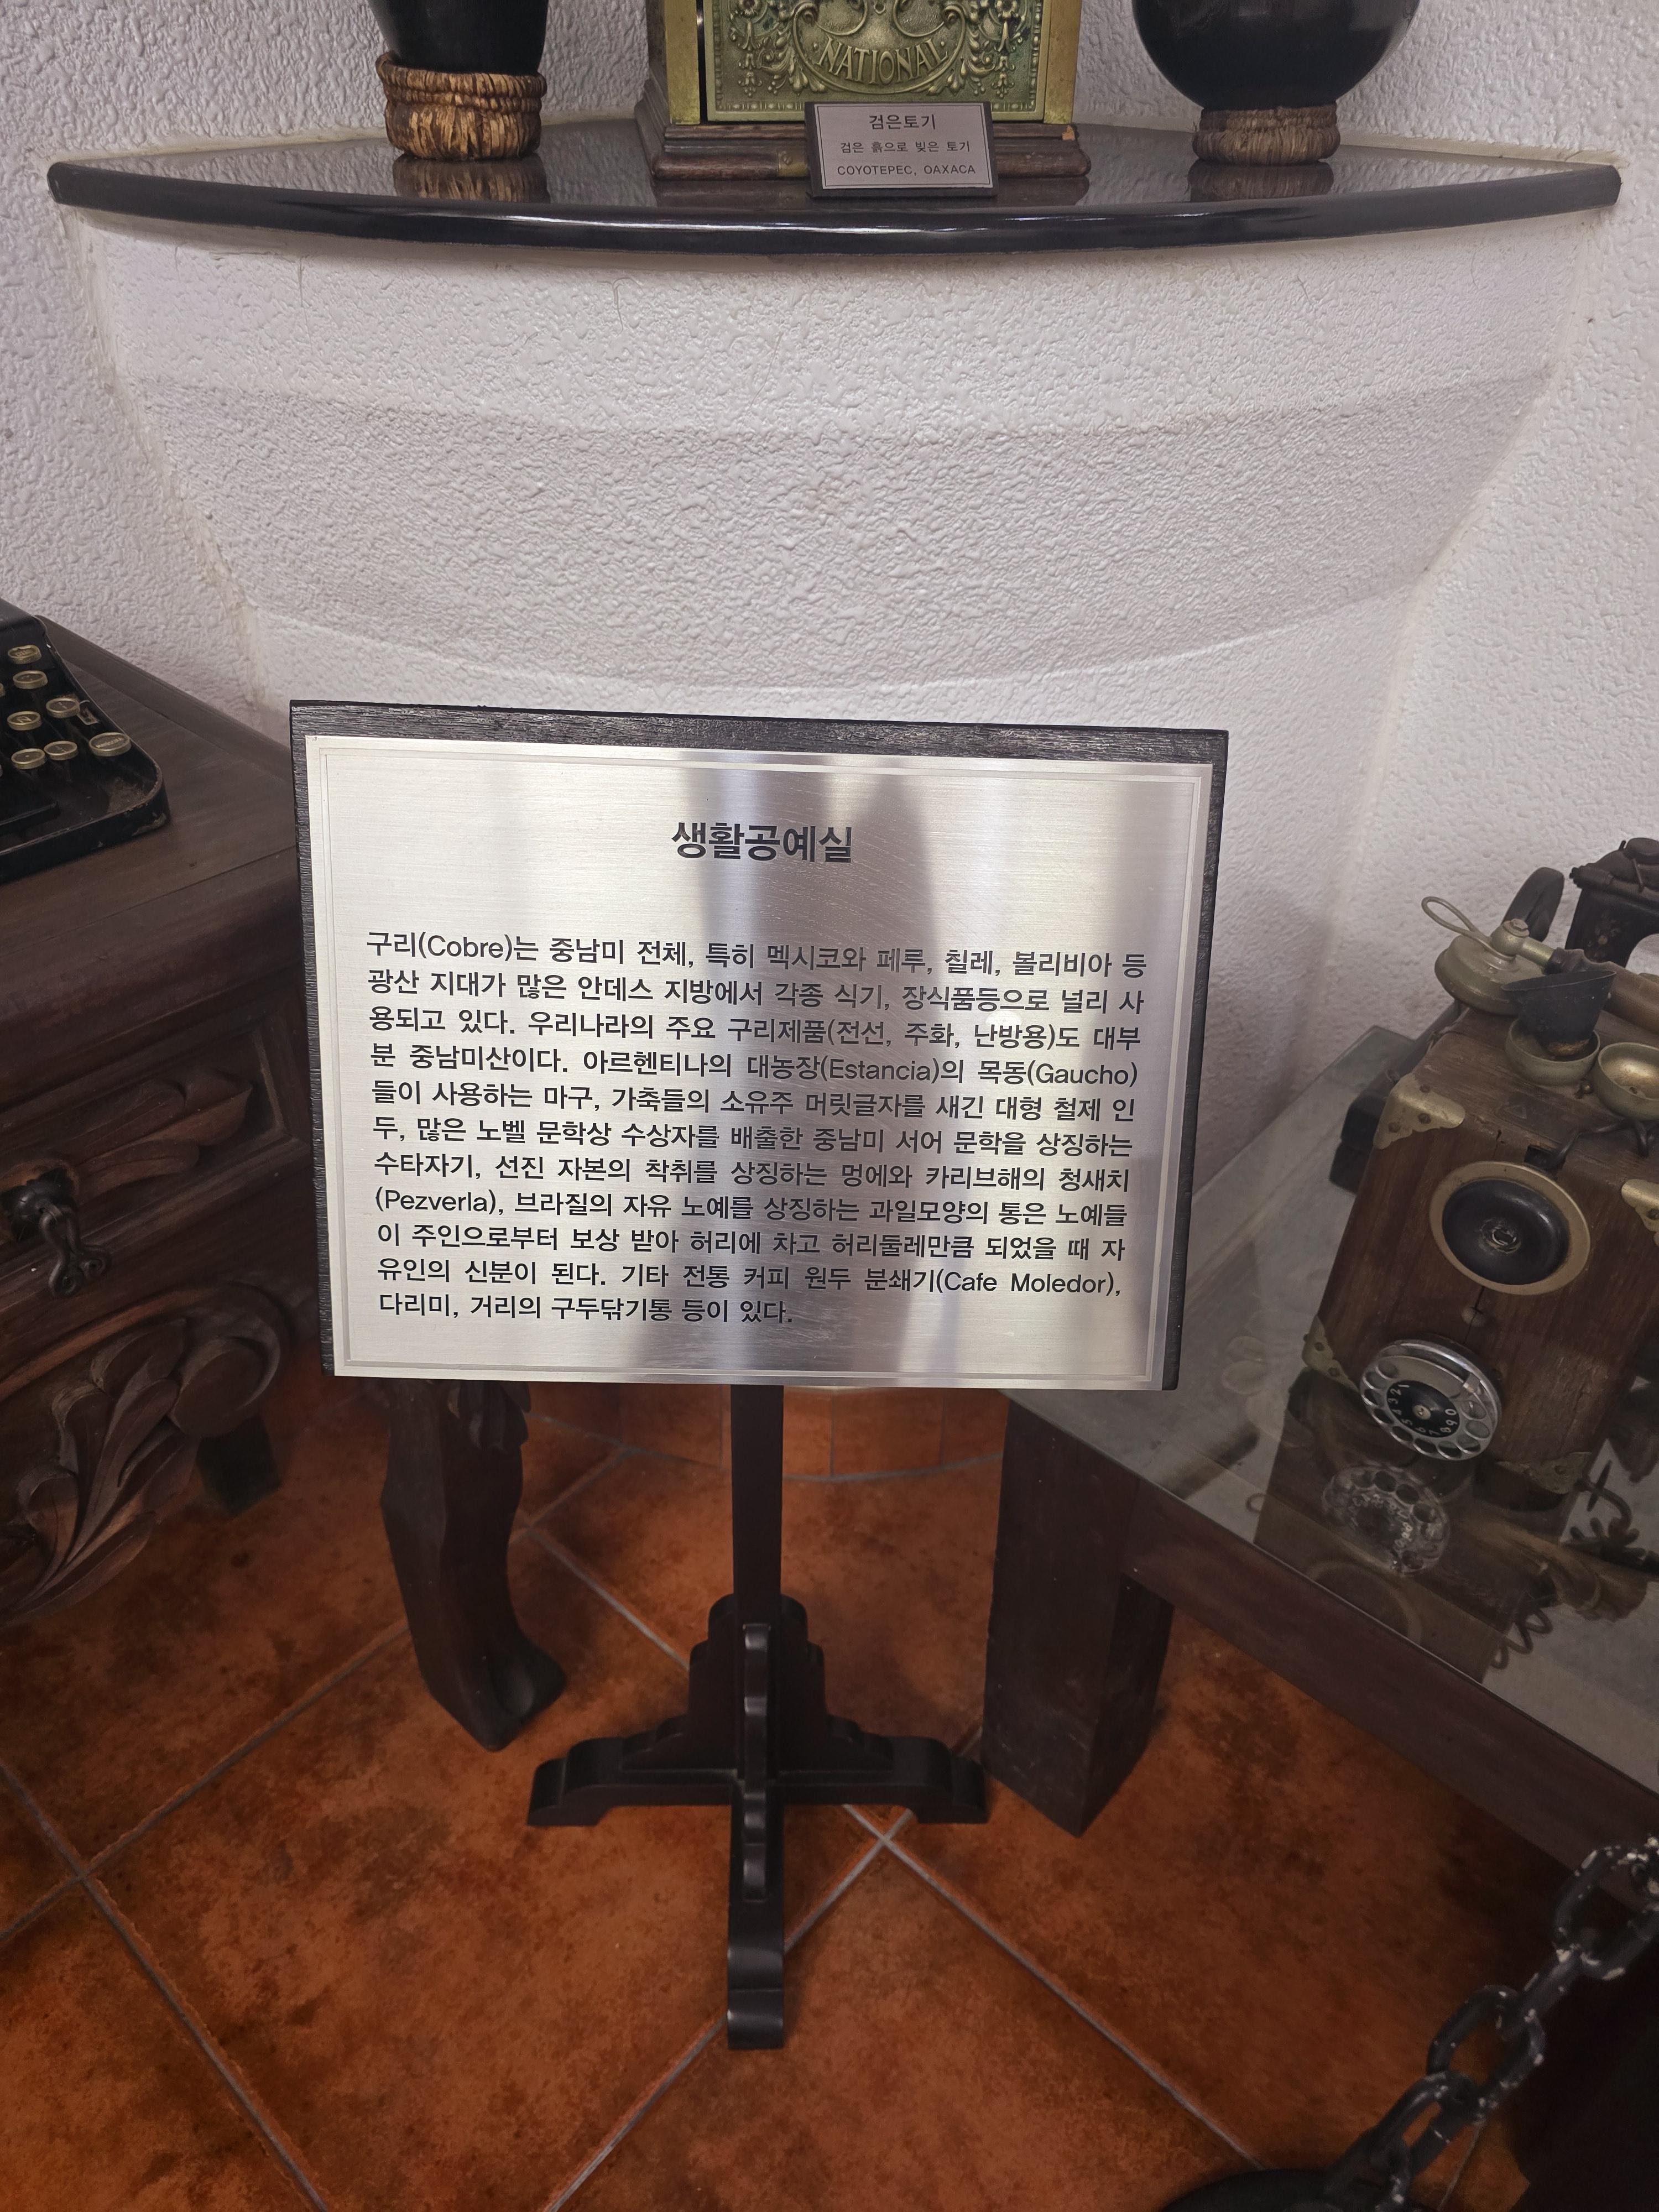 NATIONAL
검은토기
검은 흙으로 빚은 토기
COYOTEPEC, OAXACA
생활공예실
구리(Cobre)는 중남미 전체, 특히 멕시코와 페루, 칠레, 볼리비아 등
광산 지대가 많은 안데스 지방에서 각종 식기, 장식품등으로 널리 사
용되고 있다. 우리나라의 주요 구리제품(전선, 주화, 난방용)도 대부
분 중남미산이다. 아르헨티나의 대농장(Estancia)의 목동(Gaucho)
들이 사용하는 마구, 가축들의 소유주 머릿글자를 새긴 대형 철제 인
두, 많은 노벨 문학상 수상자를 배출한 중남미 서어 문학을 상징하는
수타자기, 선진 자본의 착취를 상징하는 멍에와 카리브해의 청새치
(Pezverla), 브라질의 자유 노예를 상징하는 과일모양의 통은 노예들
이 주인으로부터 보상 받아 허리에 차고 허리둘레만큼 되었을 때 자
유인의 신분이 된다. 기타 전통 커피 원두 분쇄기(Cafe Moledor),
다리미, 거리의 구두닦기통 등이 있다.